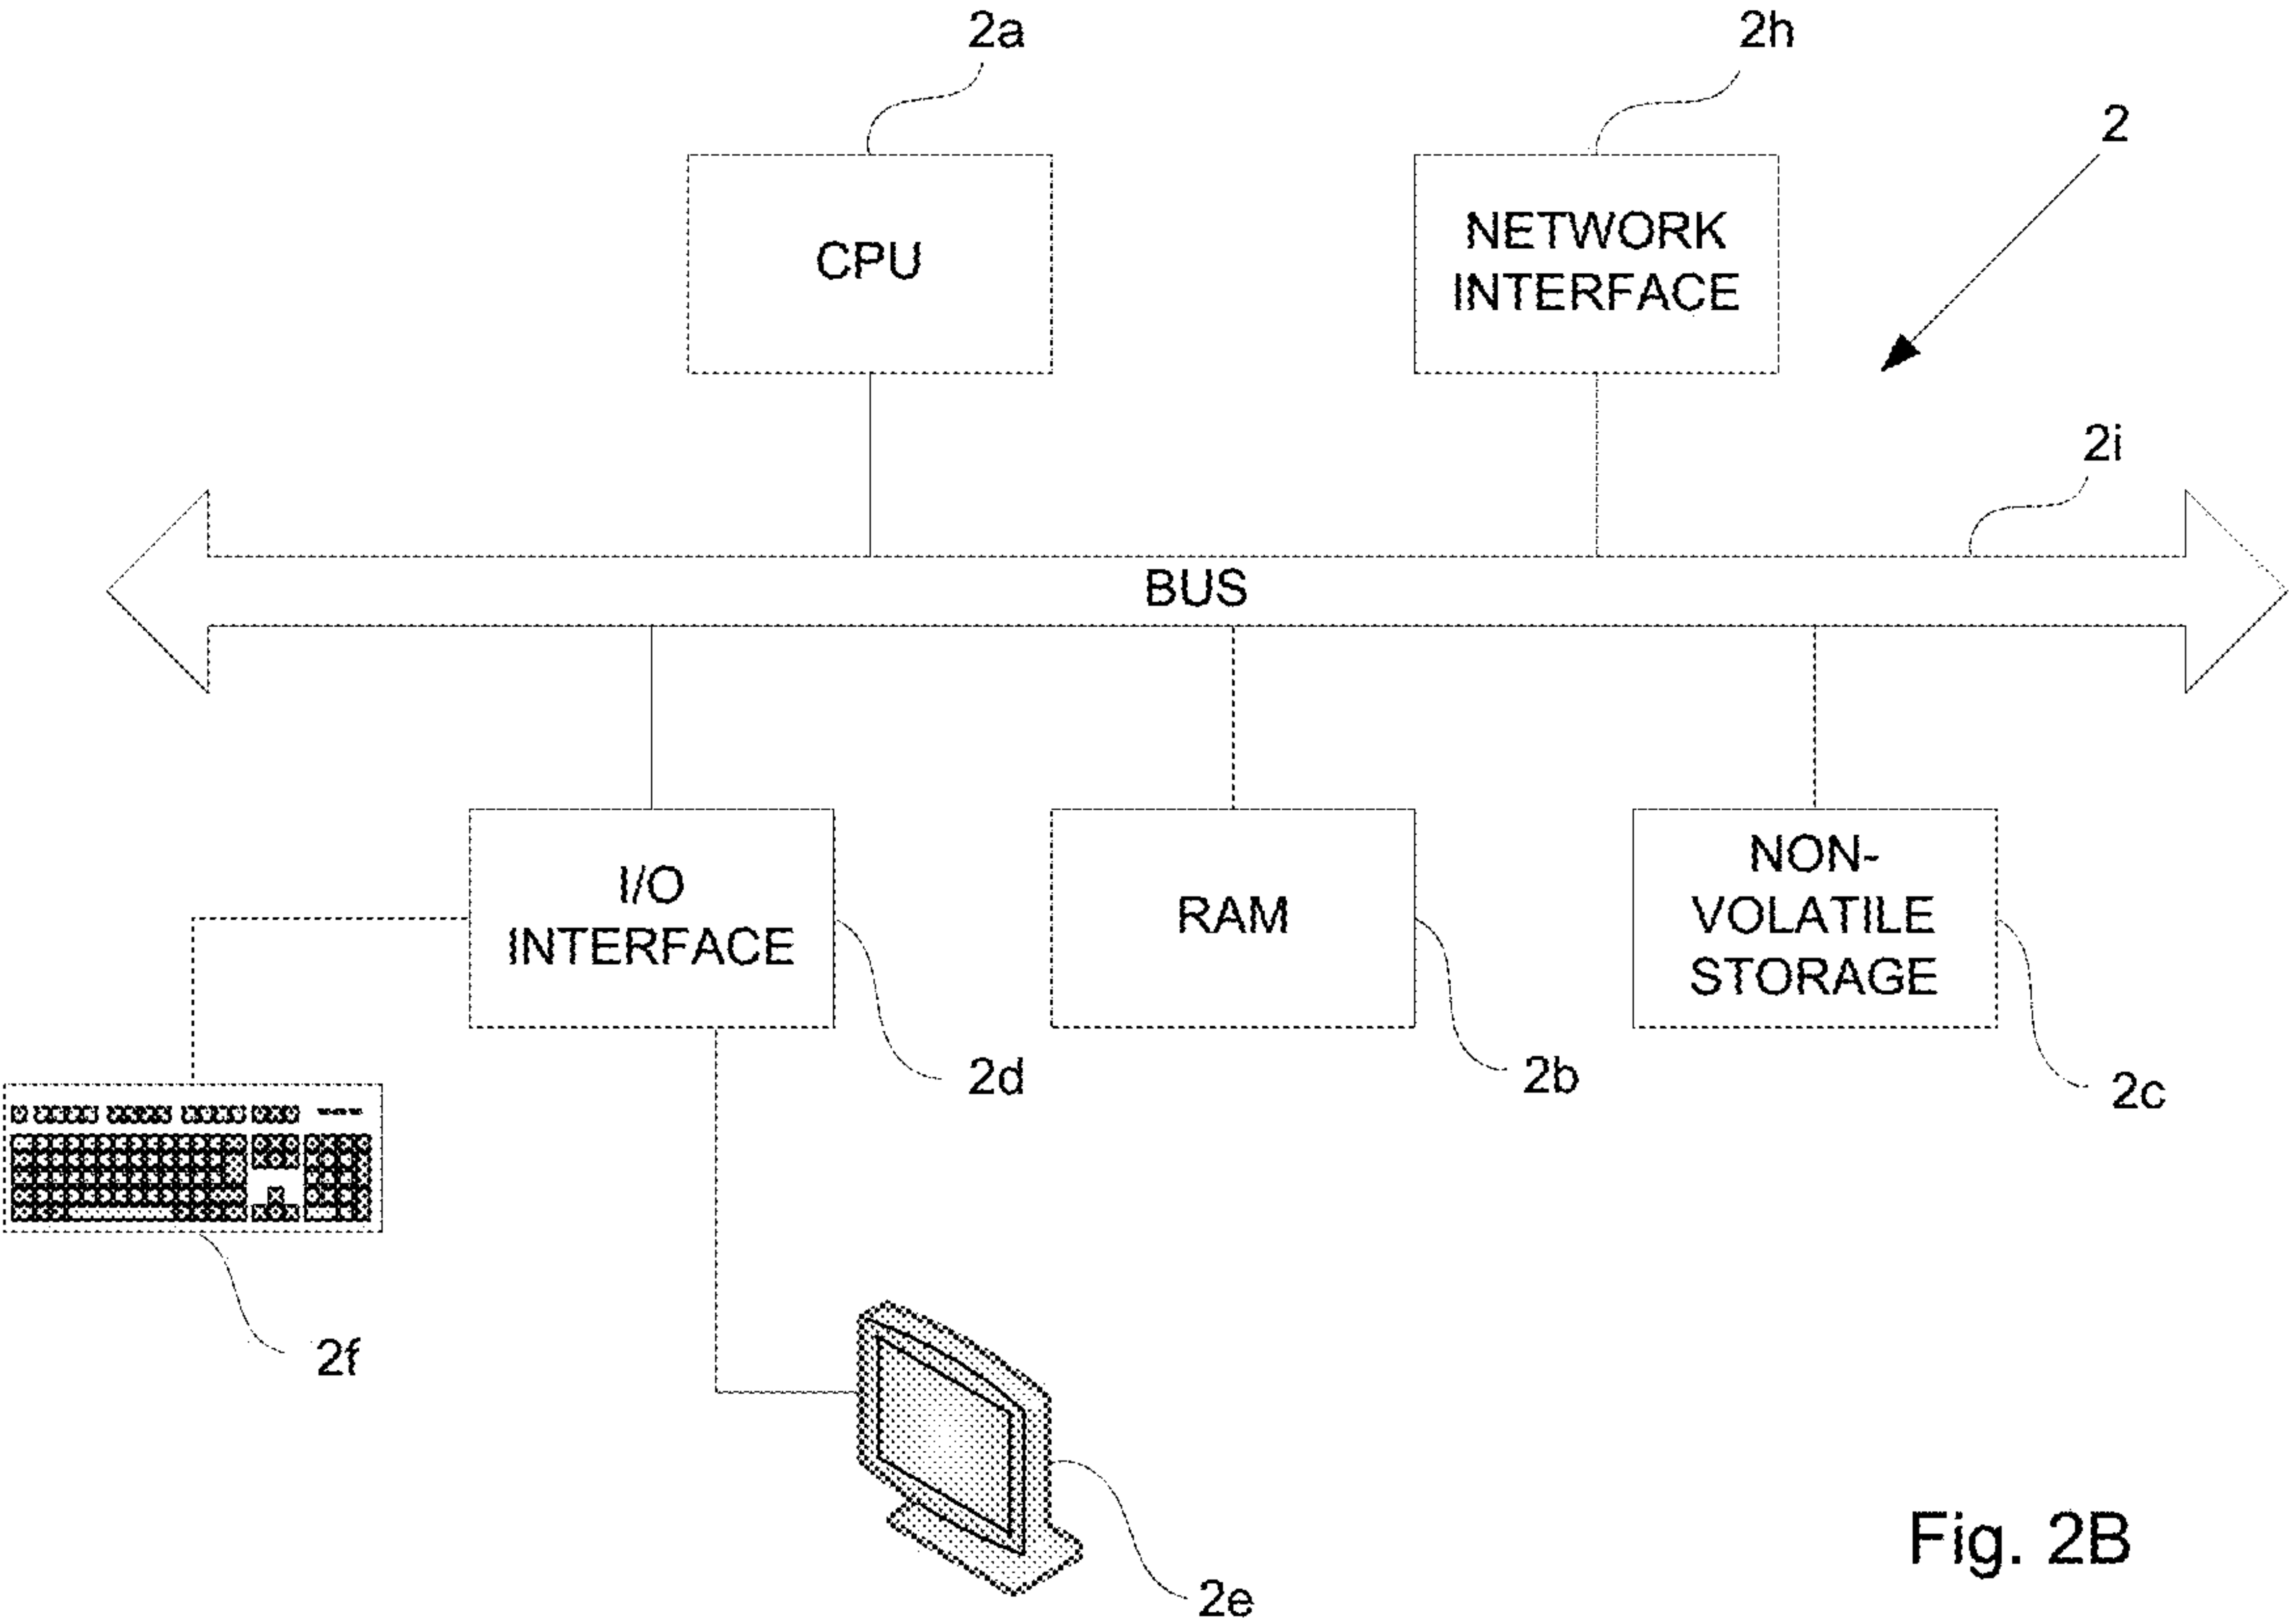 2a
2h
2
CPU
NETWORK
INTERFACE
2i
BUS
I/O
INTERFACE
RAM
NON-
VOLATILE
STORAGE
2d
2b
2c
2f
2e
Fig. 2B